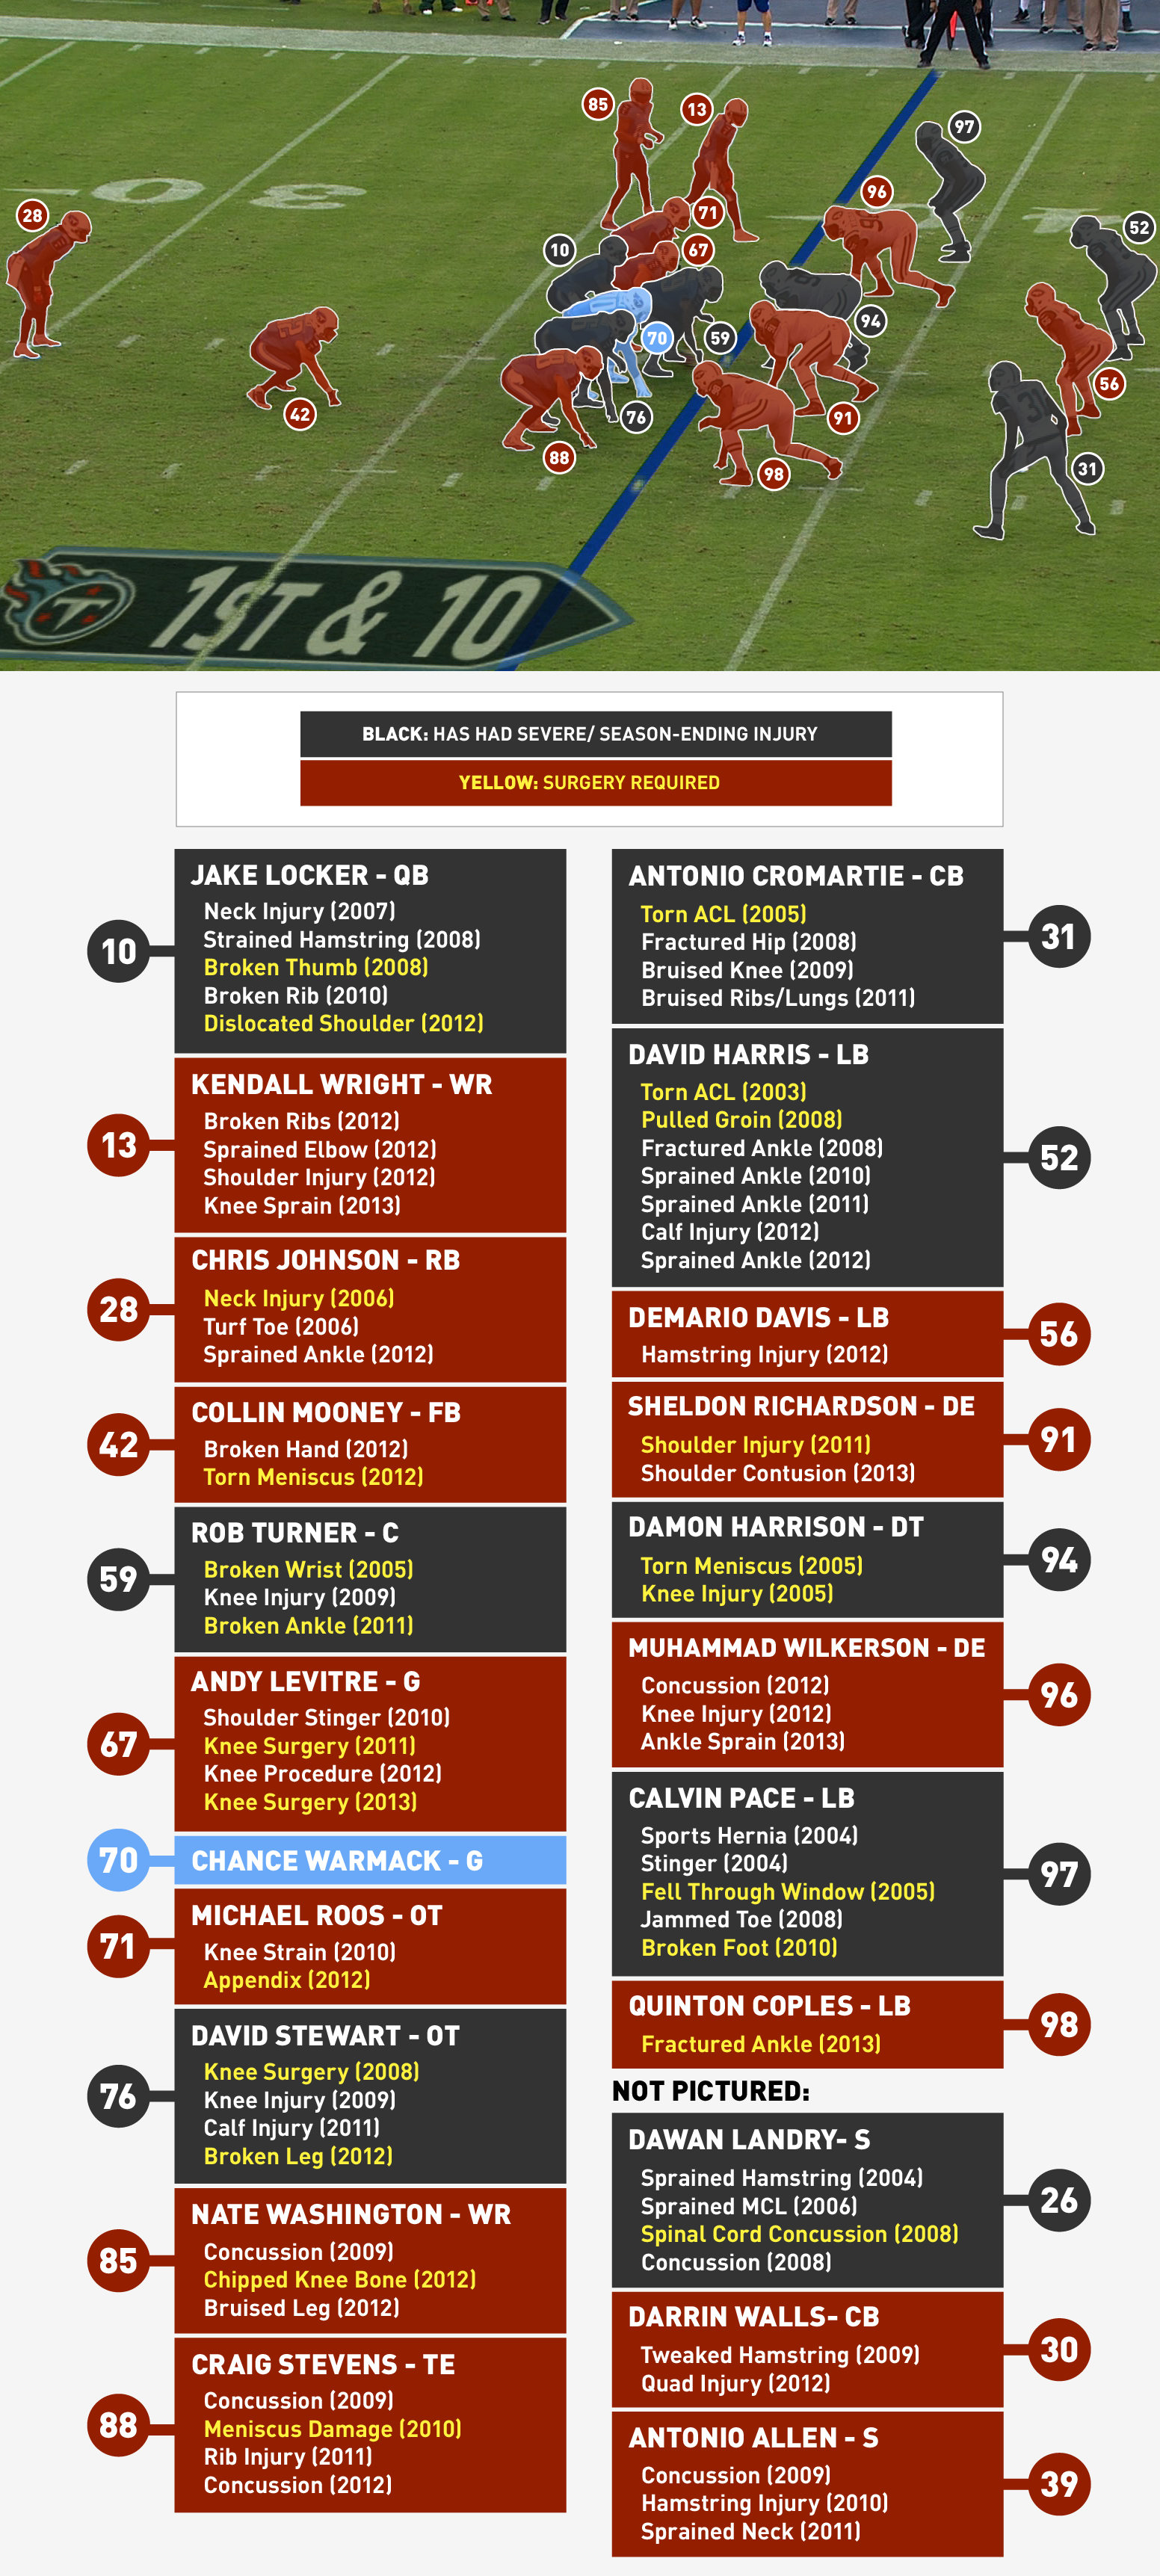 85
13
97
96
28
71
52
10
67
94
70
59
56
42
76
91
88
31
98
3 0
1ST & 10
BLACK: HAS HAD SEVERE/ SEASON-ENDING INJURY
YELLOW: SURGERY REQUIRED
10
JAKE LOCKER - QB
Neck Injury (2007)
Strained Hamstring (2008)
Broken Thumb (2008)
Broken Rib (2010)
Dislocated Shoulder (2012)
13
KENDALL WRIGHT - WR
Broken Ribs (2012)
Sprained Elbow (2012)
Shoulder Injury (2012)
Knee Sprain (2013)
28
CHRIS JOHNSON - RB
Neck Injury (2006)
Turf Toe (2006)
Sprained Ankle (2012)
42
COLLIN MOONEY - FB
Broken Hand (2012)
Torn Meniscus (2012)
59
ROB TURNER - C
Broken Wrist (2005)
Knee Injury (2009)
Broken Ankle (2011)
67
ANDY LEVITRE - G
Shoulder Stinger (2010)
Knee Surgery (2011)
Knee Procedure (2012)
Knee Surgery (2013)
70
CHANCE WARMACK - G
71
MICHAEL ROOS - OT
Knee Strain (2010)
Appendix (2012)
76
DAVID STEWART - OT
Knee Surgery (2008)
Knee Injury (2009)
Calf Injury (2011)
Broken Leg (2012)
85
NATE WASHINGTON - WR
Concussion (2009)
Chipped Knee Bone (2012)
Bruised Leg (2012)
88
CRAIG STEVENS - TE
Concussion (2009)
Meniscus Damage (2010)
Rib Injury (2011)
Concussion (2012)
ANTONIO CROMARTIE - CB
Torn ACL (2005)
Fractured Hip (2008)
Bruised Knee (2009)
Bruised Ribs/Lungs (2011)
31
DAVID HARRIS - LB
Torn ACL (2003)
Pulled Groin (2008)
Fractured Ankle (2008)
Sprained Ankle (2010)
Sprained Ankle (2011)
Calf Injury (2012)
Sprained Ankle (2012)
52
DEMARIO DAVIS - LB
Hamstring Injury (2012)
56
SHELDON RICHARDSON - DE
Shoulder Injury (2011)
Shoulder Contusion (2013)
91
DAMON HARRISON - DT
Torn Meniscus (2005)
Knee Injury (2005)
94
MUHAMMAD WILKERSON - DE
Concussion (2012)
Knee Injury (2012)
Ankle Sprain (2013)
96
CALVIN PACE - LB
Sports Hernia (2004)
Stinger (2004)
Fell Through Window (2005)
Jammed Toe (2008)
Broken Foot (2010)
97
QUINTON COPLES - LB
Fractured Ankle (2013)
98
NOT PICTURED:
DAWAN LANDRY- S
Sprained Hamstring (2004)
Sprained MCL (2006)
Spinal Cord Concussion (2008)
Concussion (2008)
26
DARRIN WALLS- CB
Tweaked Hamstring (2009)
Quad Injury (2012)
30
ANTONIO ALLEN - S
Concussion (2009)
Hamstring Injury (2010)
Sprained Neck (2011)
39